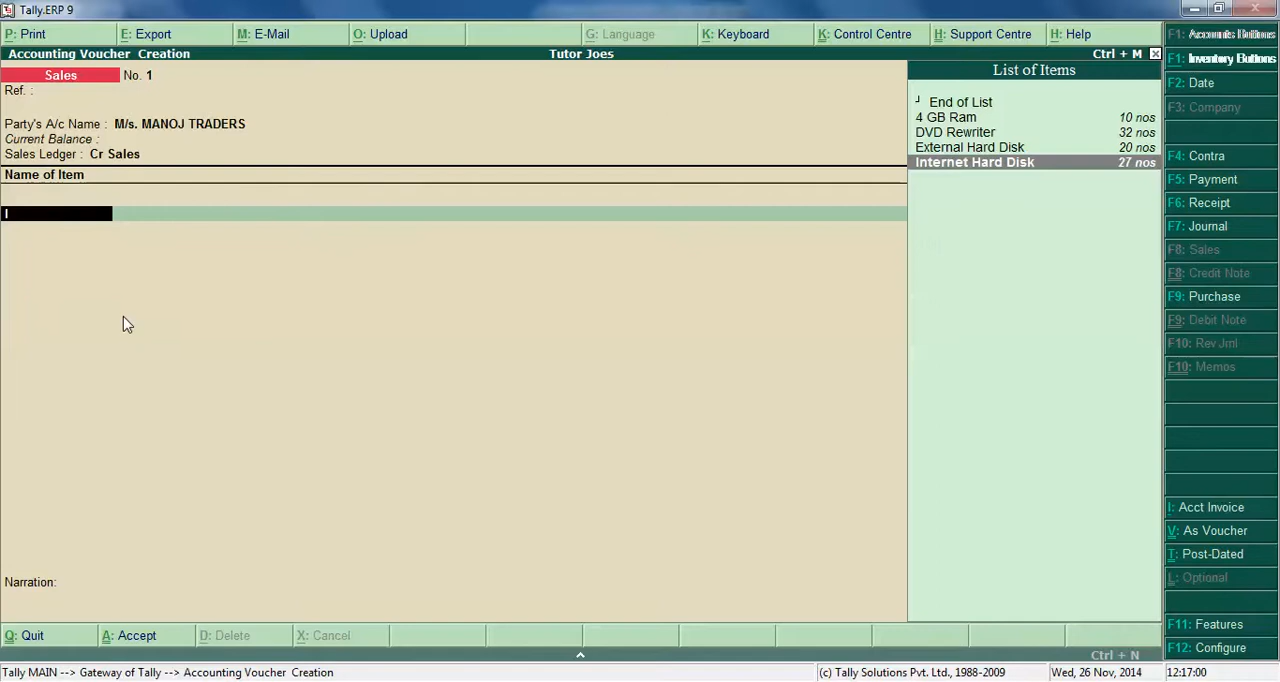 Tally.ERP 9
P: Print
E: Export
M: E-Mail
O: Upload
G: Language
K: Keyboard
K: Control Centre
H: Support Centre
H: Help
Accounting Voucher Creation
Tutor Joes
Ctrl + M
Sales
No. 1
Ref. :
Party's A/c Name : M/s. MANOJ TRADERS
Current Balance :
Sales Ledger : Cr Sales
Name of Item
I
Narration:
List of Items
End of List
4 GB Ram 10 nos
DVD Rewriter 32 nos
External Hard Disk 20 nos
Internet Hard Disk 27 nos
F1: Accounts Buttons
F1: Inventory Buttons
F2: Date
F3: Company
F4: Contra
F5: Payment
F6: Receipt
F7: Journal
F8: Sales
F8: Credit Note
F9: Purchase
F9: Debit Note
F10: Rev Jrnl
F10: Memos
I: Acct Invoice
V: As Voucher
T: Post-Dated
L: Optional
F11: Features
F12: Configure
Q: Quit
A: Accept
D: Delete
X: Cancel
Ctrl + N
Tally MAIN --> Gateway of Tally --> Accounting Voucher Creation
(c) Tally Solutions Pvt. Ltd., 1988-2009
Wed, 26 Nov, 2014
12:17:00